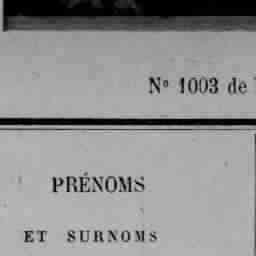 Nº 1003 de
PRÉNOMS
ET SURNOMS